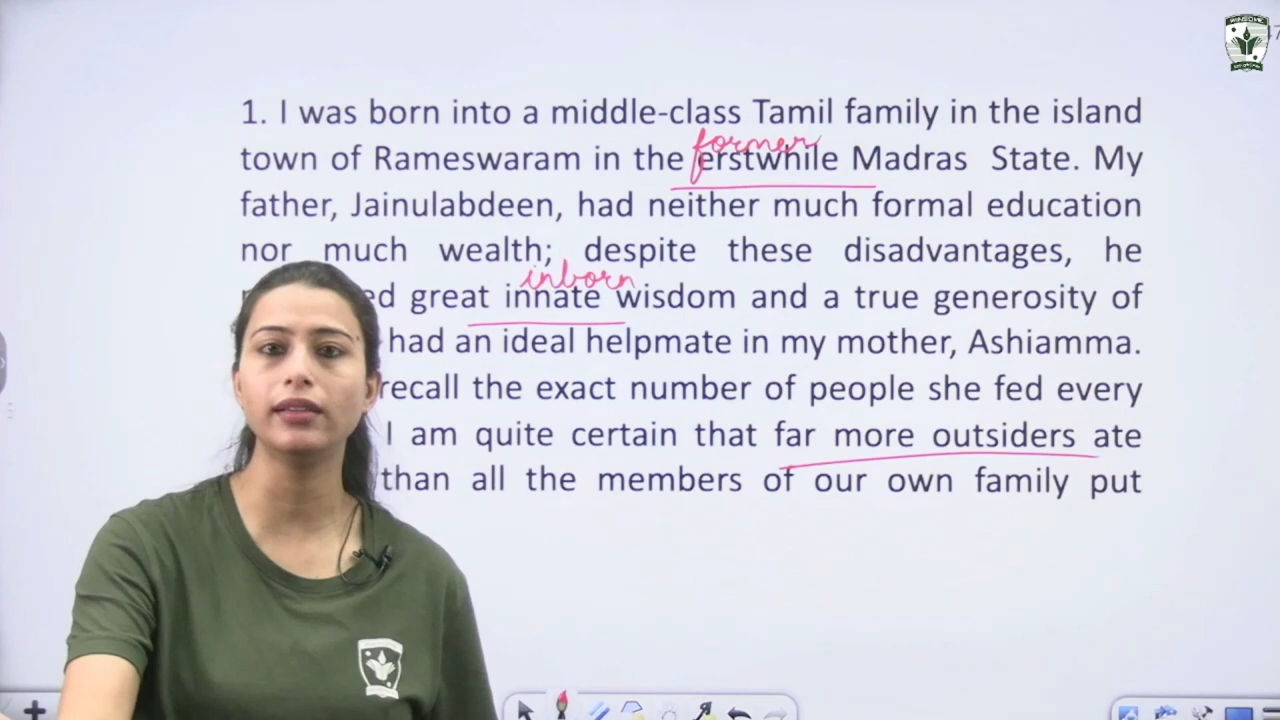 1. I was born into a middle-class Tamil family in the island
former
town of Rameswaram in the erstwhile Madras State. My
father, Jainulabdeen, had neither much formal education
nor much wealth; despite these disadvantages, he
inborn
ed great innate wisdom and a true generosity of
had an ideal helpmate in my mother, Ashiamma.
recall the exact number of people she fed every
I am quite certain that far more outsiders ate
than all the members of our own family put